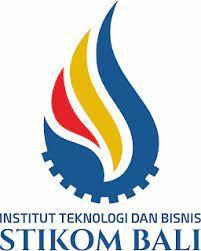 INSTITUT TEKNOLOGI DAN BISNIS
STIKOM BALI